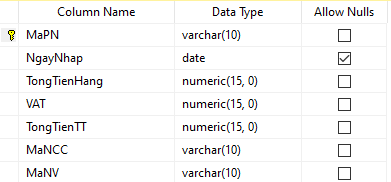 Column Name Data Type Allow Nulls
MaPN varchar(10)
NgayNhap date
TongTienHang numeric(15, 0)
VAT numeric(15, 0)
TongTienTT numeric(15, 0)
MaNCC varchar(10)
MaNV varchar(10)